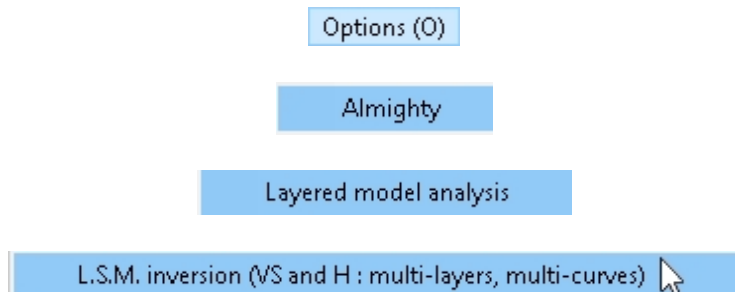 Options (O)
Almighty
Layered model analysis
L.S.M. inversion (VS and H : multi-layers, multi-curves)